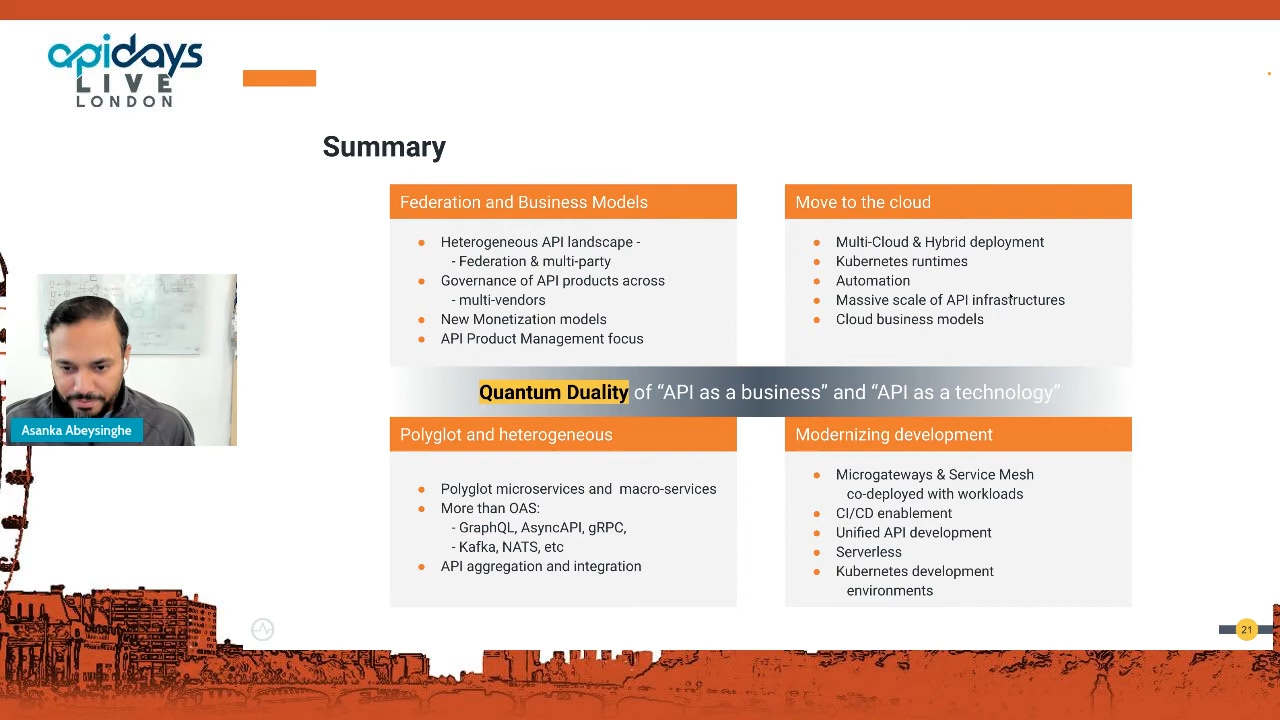 apidays
LIVE
LONDON
Summary
Federation and Business Models
● Heterogeneous API landscape -
- Federation & multi-party
● Governance of API products across
- multi-vendors
● New Monetization models
● API Product Management focus
Move to the cloud
● Multi-Cloud & Hybrid deployment
● Kubernetes runtimes
● Automation
● Massive scale of API infrastructures
● Cloud business models
Quantum Duality of “API as a business” and “API as a technology”
Polyglot and heterogeneous
● Polyglot microservices and macro-services
● More than OAS:
- GraphQL, AsyncAPI, gRPC,
- Kafka, NATS, etc
● API aggregation and integration
Modernizing development
● Microgateways & Service Mesh
co-deployed with workloads
● CI/CD enablement
● Unified API development
● Serverless
● Kubernetes development
environments
Asanka Abeysinghe
21